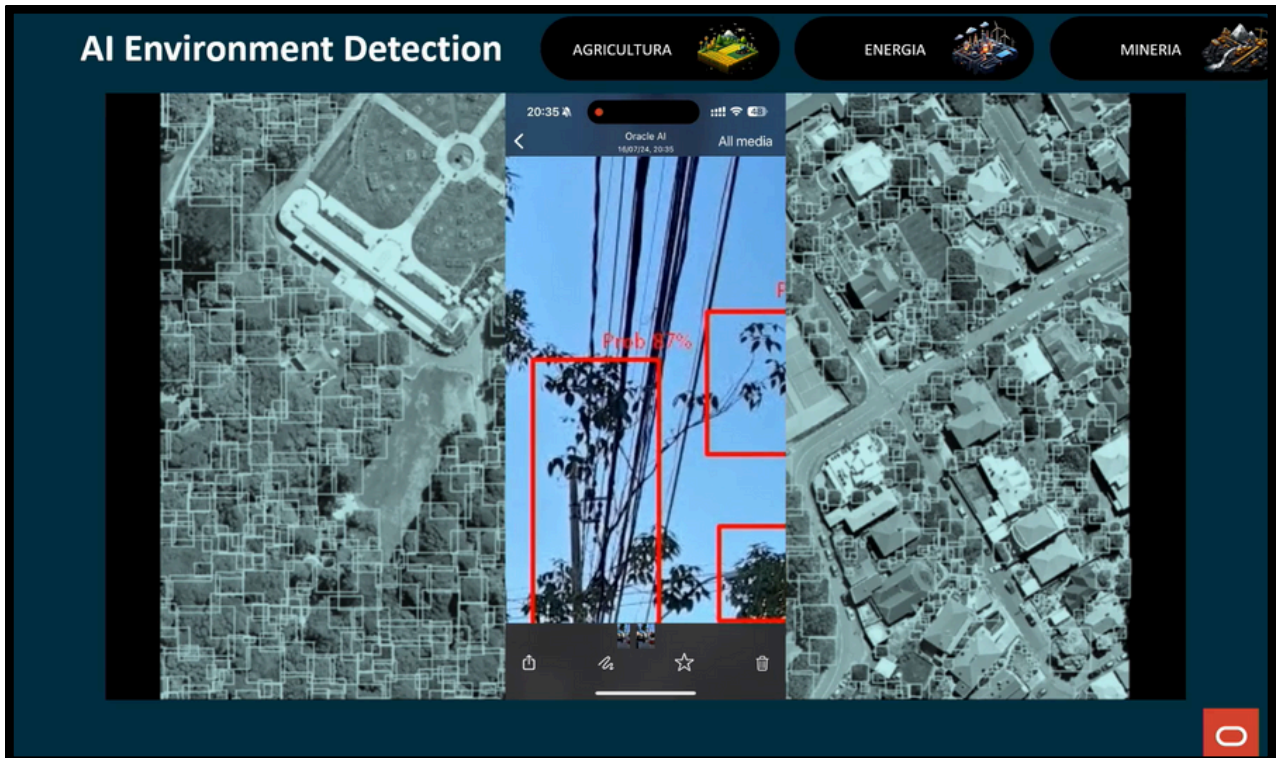 AI Environment Detection
AGRICULTURA
ENERGIA
MINERIA
20:35
48
Oracle AI
16/07/24, 20:35
All media
Prob 87%
P